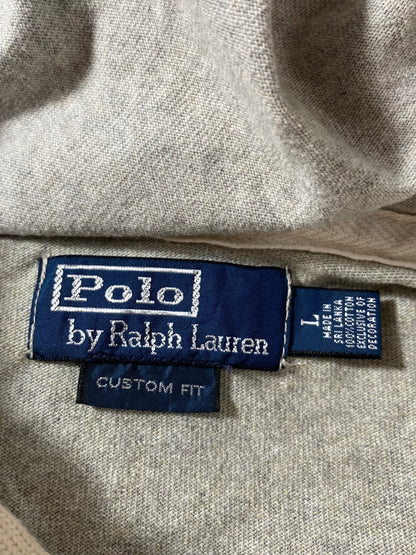 Polo
by Ralph Lauren
CUSTOM FIT
L
MADE IN
SRI LANKA
100% COTTON
EXCLUSIVE OF
DECORATION